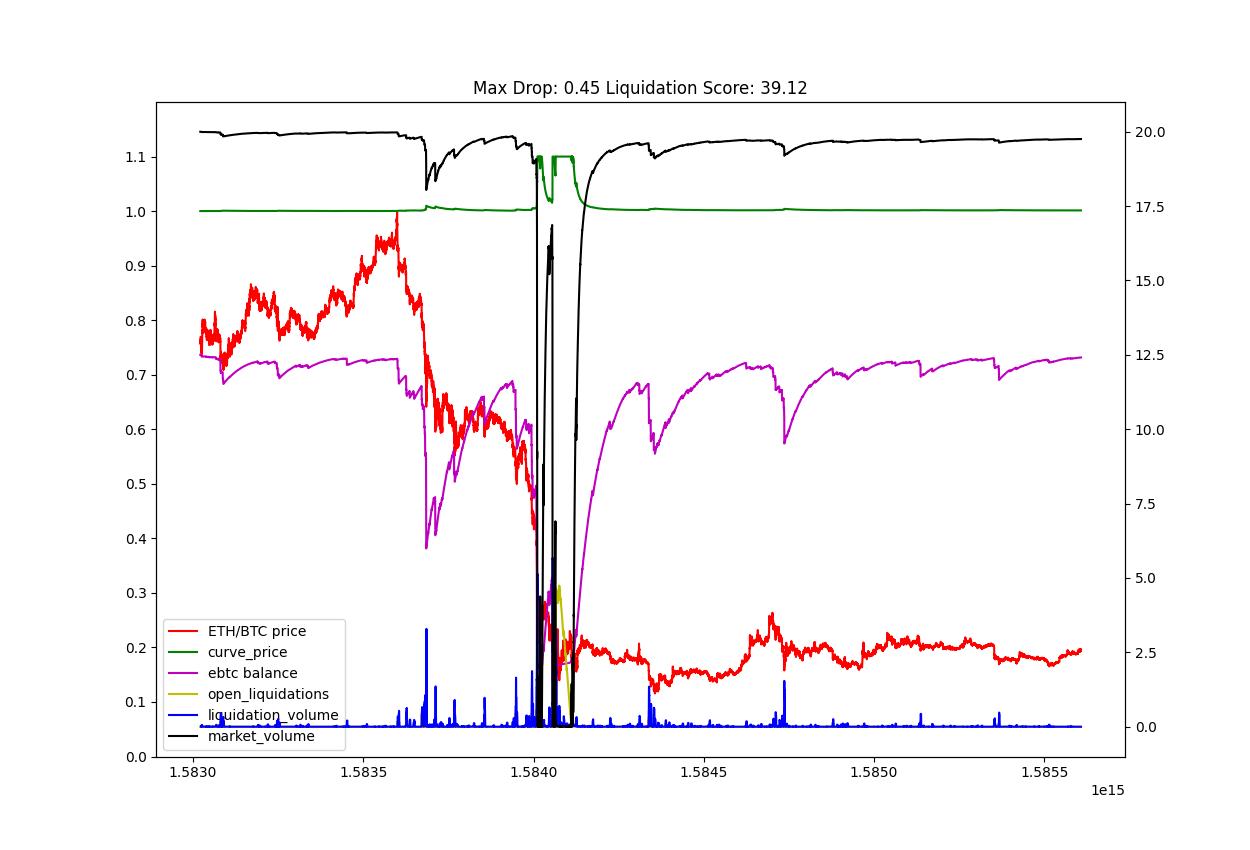 Max Drop: 0.45 Liquidation Score: 39.12
1.1
1.0
0.9
0.8
0.7
0.6
0.5
0.4
0.3
0.2
0.1
0.0
20.0
17.5
15.0
12.5
10.0
7.5
5.0
2.5
0.0
ETH/BTC price
curve_price
ebtc balance
open_liquidations
liquidation_volume
market_volume
1.5830 1.5835 1.5840 1.5845 1.5850 1.5855
1e15